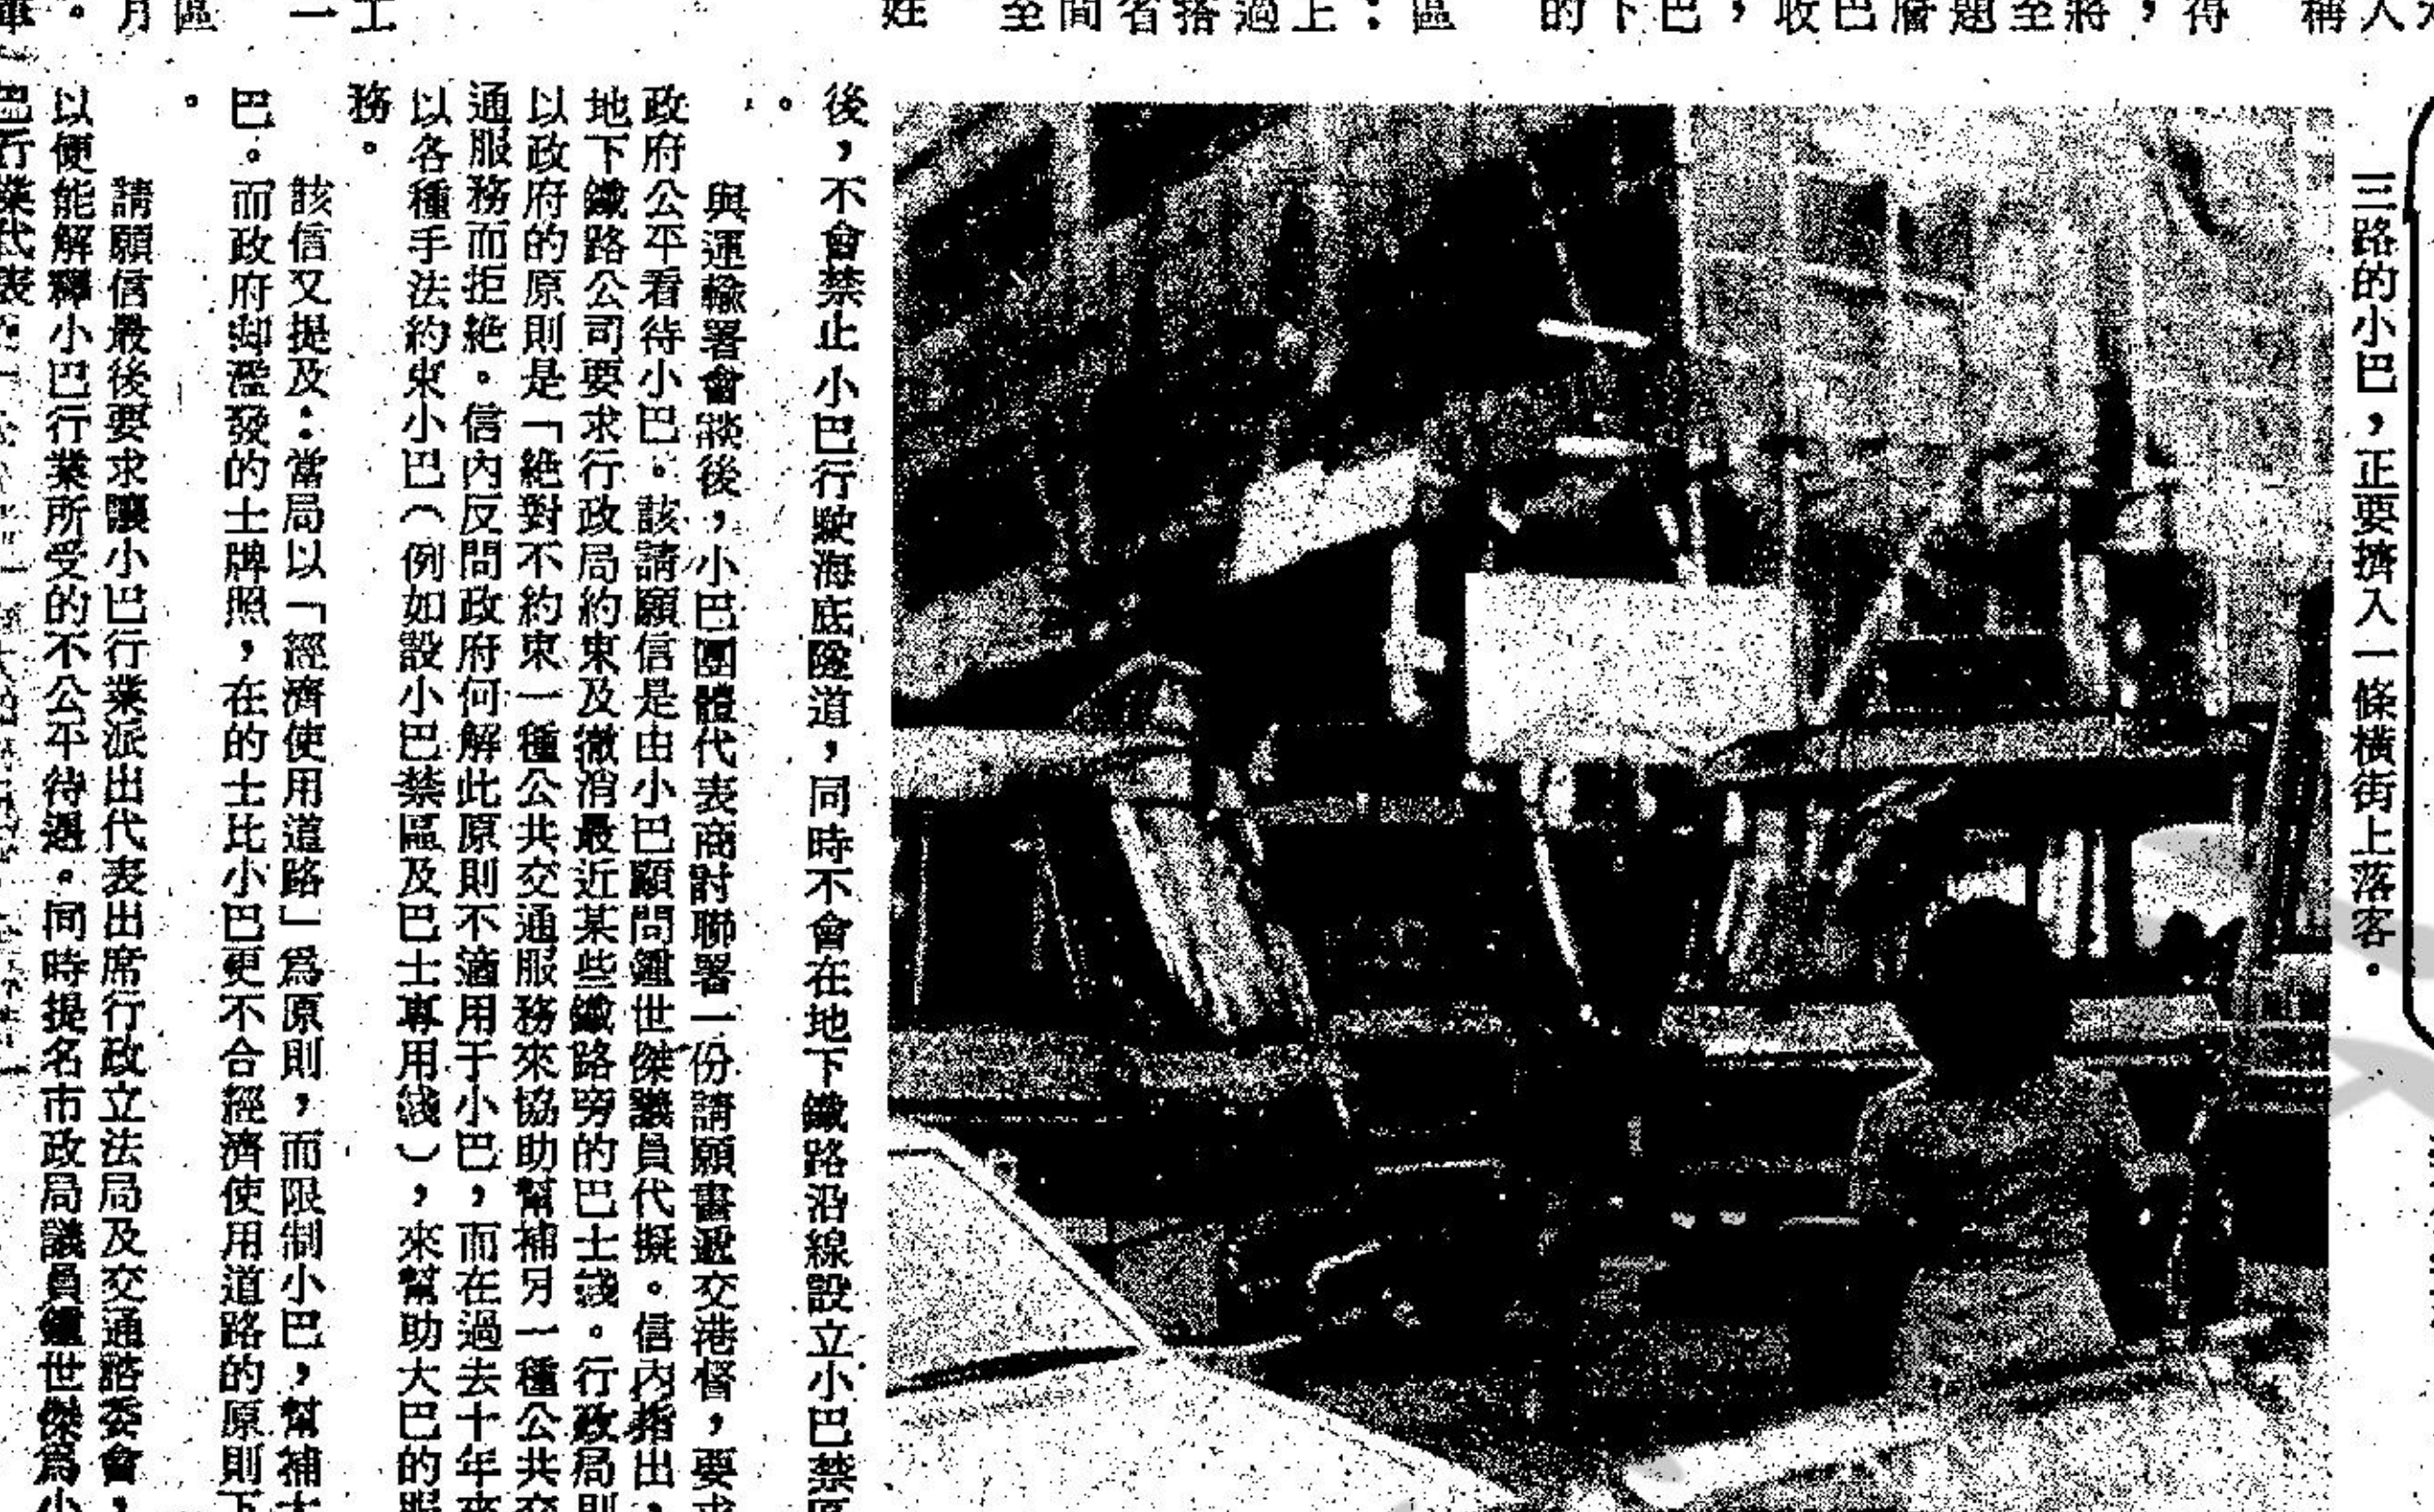 三路的小巴，正要擠入一條橫街上落客。
後，不會禁止小巴行駛海底隧道，同時不會在地下鐵路沿線設立小巴禁區
。
與運輸署會談後，小巴團體代表商討聯署一份請願書遞交港督，要求
政府公平看待小巴。該請願信是由小巴顧問鍾世傑議員代擬。信內指出，
地下鐵路公司要求行政局約束及徹消最近某些鐵路旁的巴士綫。行政局則
以政府的原則是「絶對不約束一種公共交通服務來協助幫補另一種公共交
通服務而拒絶。信內反問政府何解此原則不適用于小巴，而在過去十年來
以各種手法約束小巴（例如設小巴禁區及巴士專用綫），來幫助大巴的服
務。
該信又提及：當局以「經濟使用道路」爲原則，而限制小巴，幫補大
巴。而政府却濫發的士牌照，在的士比小巴更不合經濟使用道路的原則下
。
請願信最後要求讓小巴行業派出代表出席行政立法局及交通諮委會，
以便能解釋小巴行業所受的不公平待遇。同時提名市政局議員鍾世傑爲小
巴行業代表